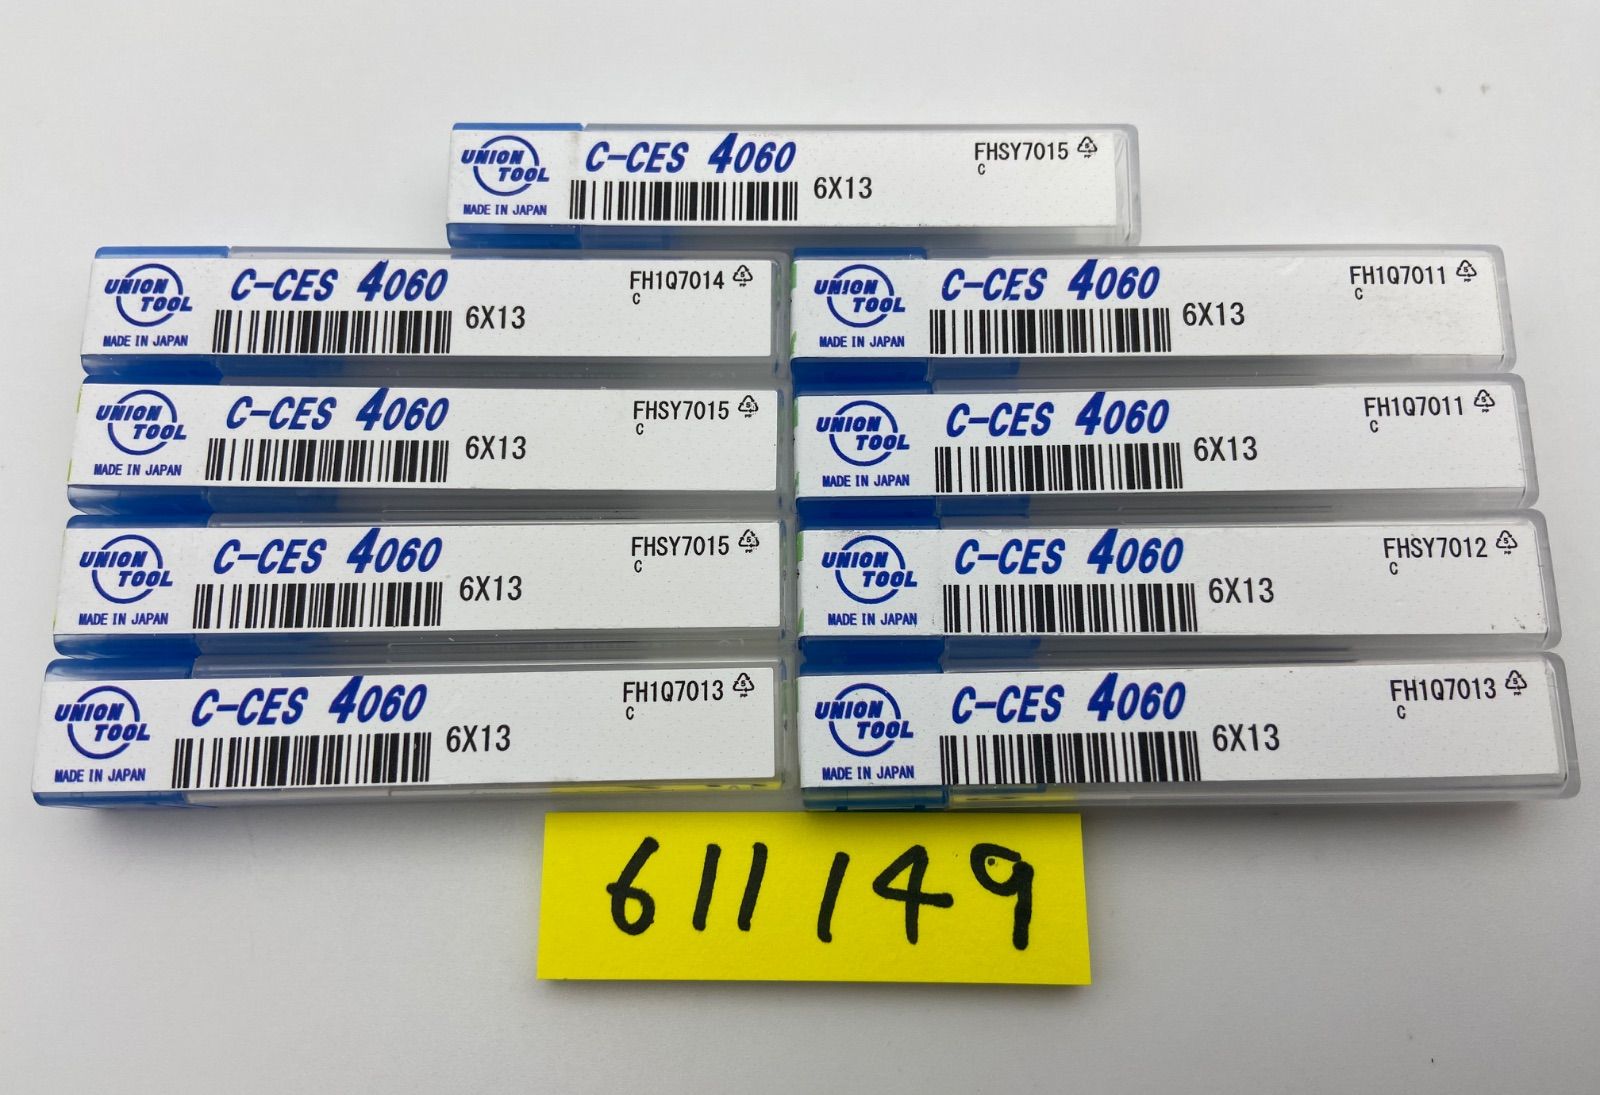 UNION TOOL
MADE IN JAPAN
C-CES 4060
6X13
FHSY7015
C
UNION TOOL
MADE IN JAPAN
C-CES 4060
6X13
FH1Q7014
C
UNION TOOL
MADE IN JAPAN
C-CES 4060
6X13
FH1Q7011
C
UNION TOOL
MADE IN JAPAN
C-CES 4060
6X13
FHSY7015
C
UNION TOOL
MADE IN JAPAN
C-CES 4060
6X13
FH1Q7011
C
UNION TOOL
MADE IN JAPAN
C-CES 4060
6X13
FHSY7015
C
UNION TOOL
MADE IN JAPAN
C-CES 4060
6X13
FHSY7012
C
UNION TOOL
MADE IN JAPAN
C-CES 4060
6X13
FH1Q7013
C
UNION TOOL
MADE IN JAPAN
C-CES 4060
6X13
FH1Q7013
C
611149